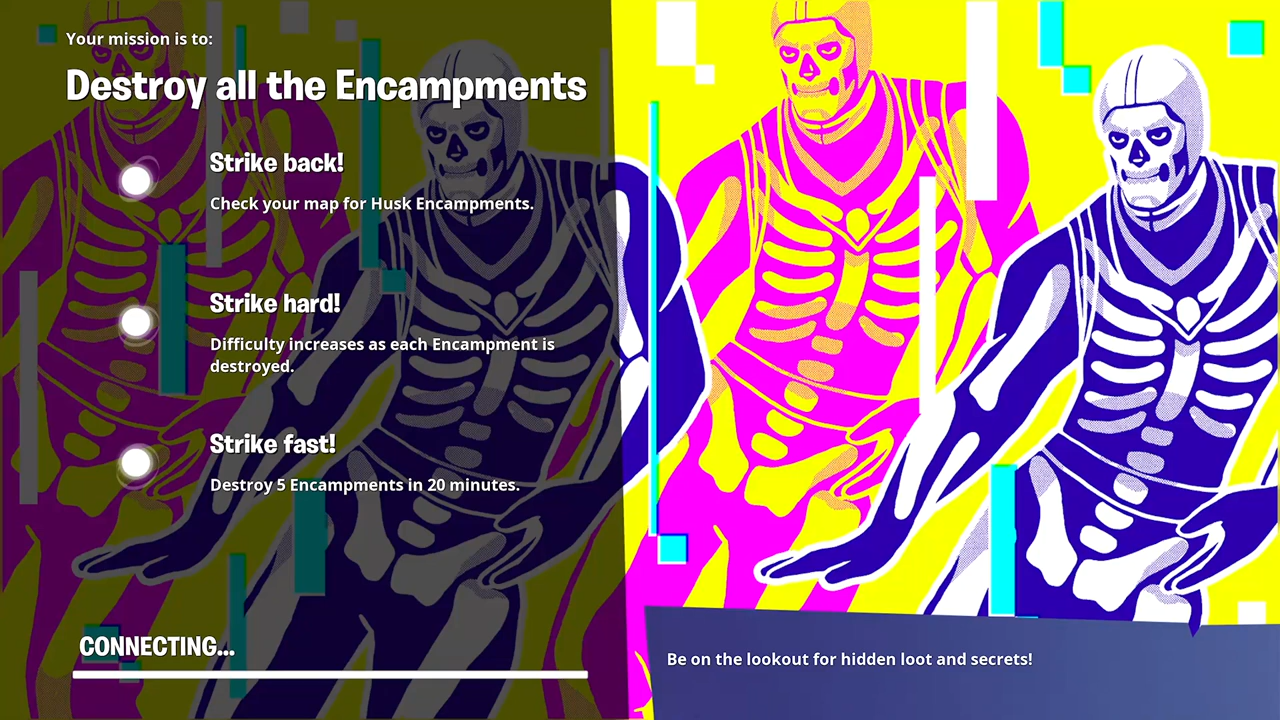 Your mission is to:
Destroy all the Encampments
Strike back!
Check your map for Husk Encampments.
Strike hard!
Difficulty increases as each Encampment is
destroyed.
Strike fast!
Destroy 5 Encampments in 20 minutes.
CONNECTING...
Be on the lookout for hidden loot and secrets!